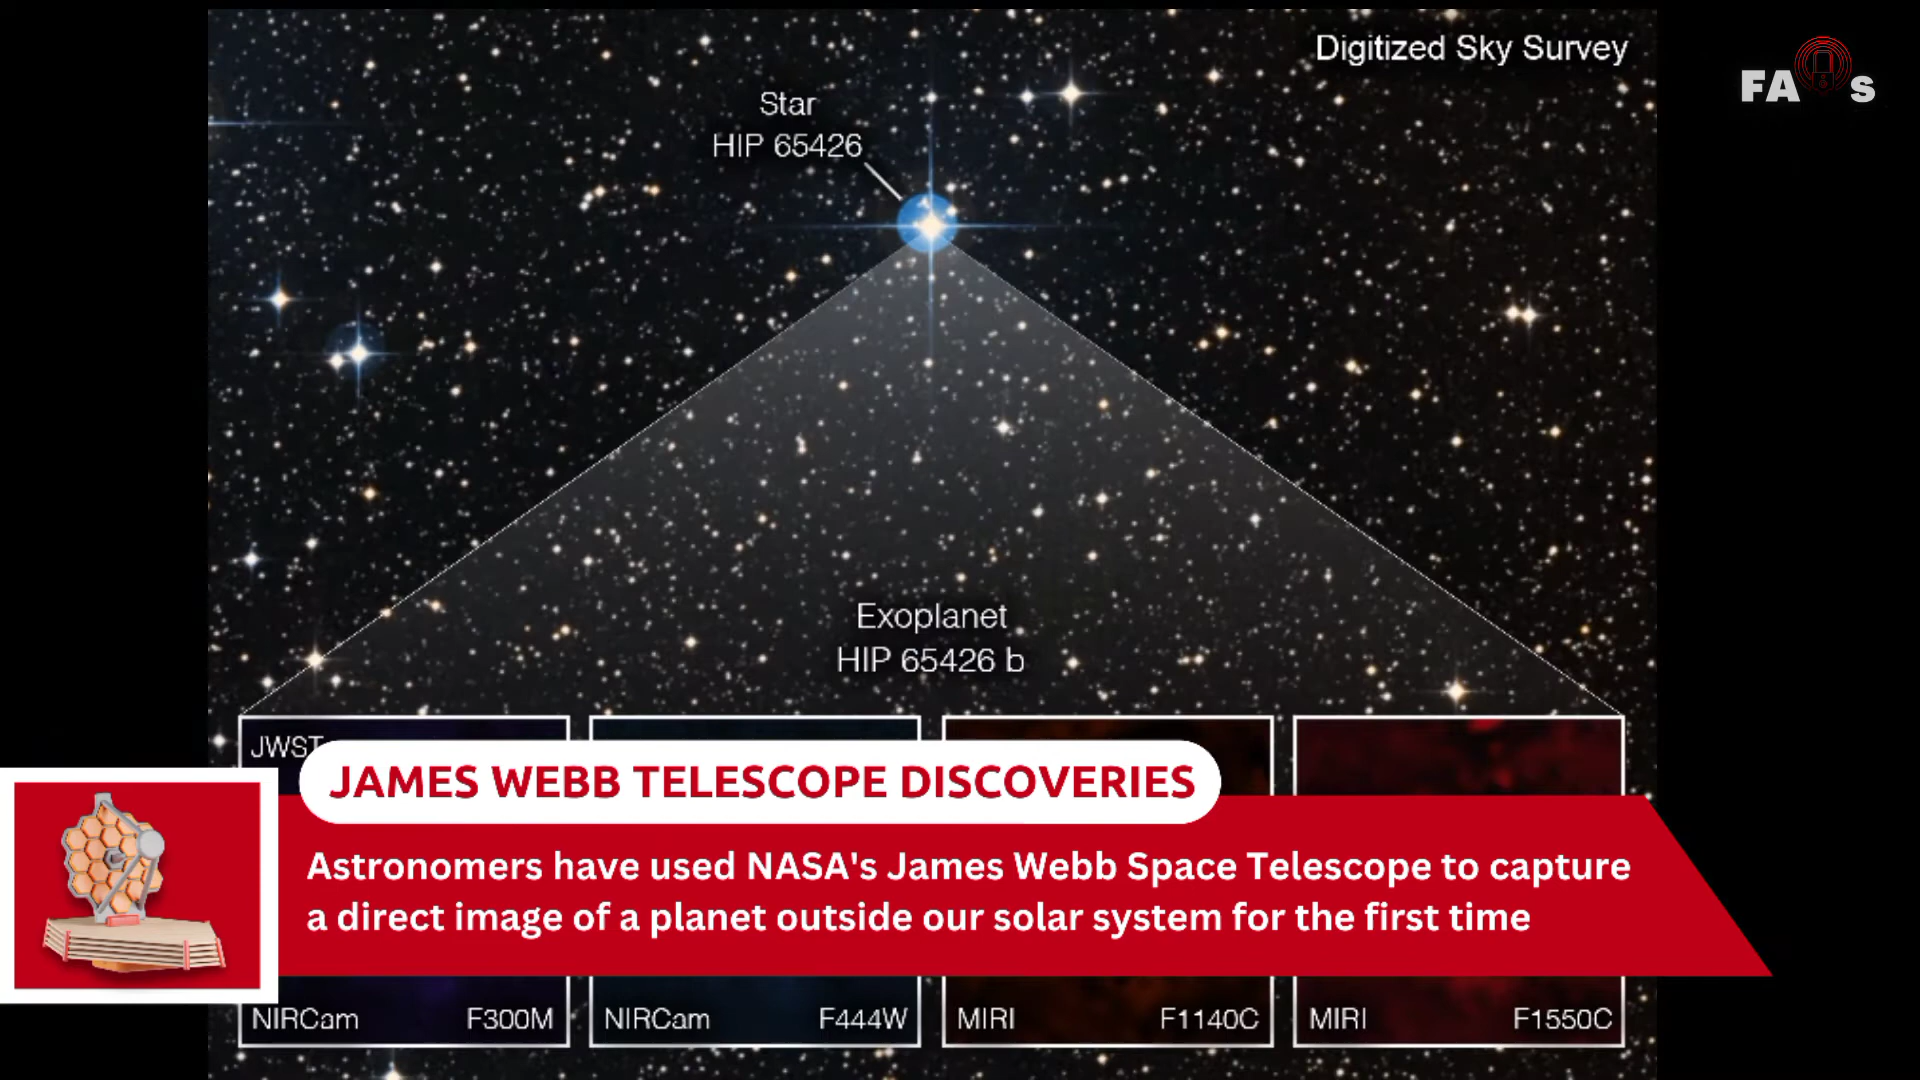 Digitized Sky Survey
FAQs
Star
HIP 65426
Exoplanet
HIP 65426 b
JWST
JAMES WEBB TELESCOPE DISCOVERIES
Astronomers have used NASA's James Webb Space Telescope to capture
a direct image of a planet outside our solar system for the first time
NIRCam F300M
NIRCam F444W
MIRI F1140C
MIRI F1550C